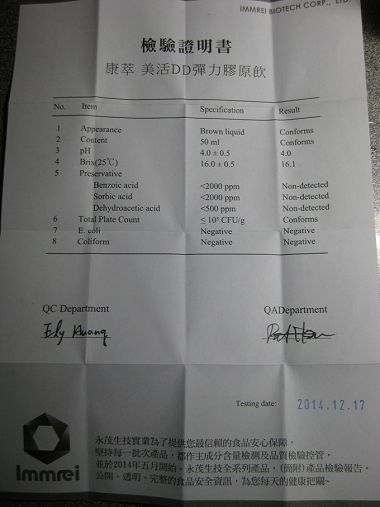 IMMREI BIOTECH CORP., LTD.
檢驗證明書
康萃 美活DD彈力膠原飲
No. Item Specification Result
1 Appearance Brown liquid Conforms
2 Content 50 ml Conforms
3 pH 4.0 ± 0.5 4.0
4 Brix(25℃) 16.0 ± 0.5 16.1
5 Preservative
Benzoic acid <2000 ppm Non-detected
Sorbic acid <2000 ppm Non-detected
Dehydroacetic acid <500 ppm Non-detected
6 Total Plate Count Conforms
7 E. coli Negative Negative
8 Coliform Negative Negative
QC Department QADepartment
Ely Huang
Testing date: 2014.12.17
Immrei
永茂生技實業為了提供您最信賴的食品安心保障，
堅持每一批次產品，都作主成分含量檢測及品質檢驗控管，
並於2014年五月開始，永茂生技全系列產品，(簡附)產品檢驗報告，
公開、透明、完整的食品安全資訊，為您每天的健康把關~